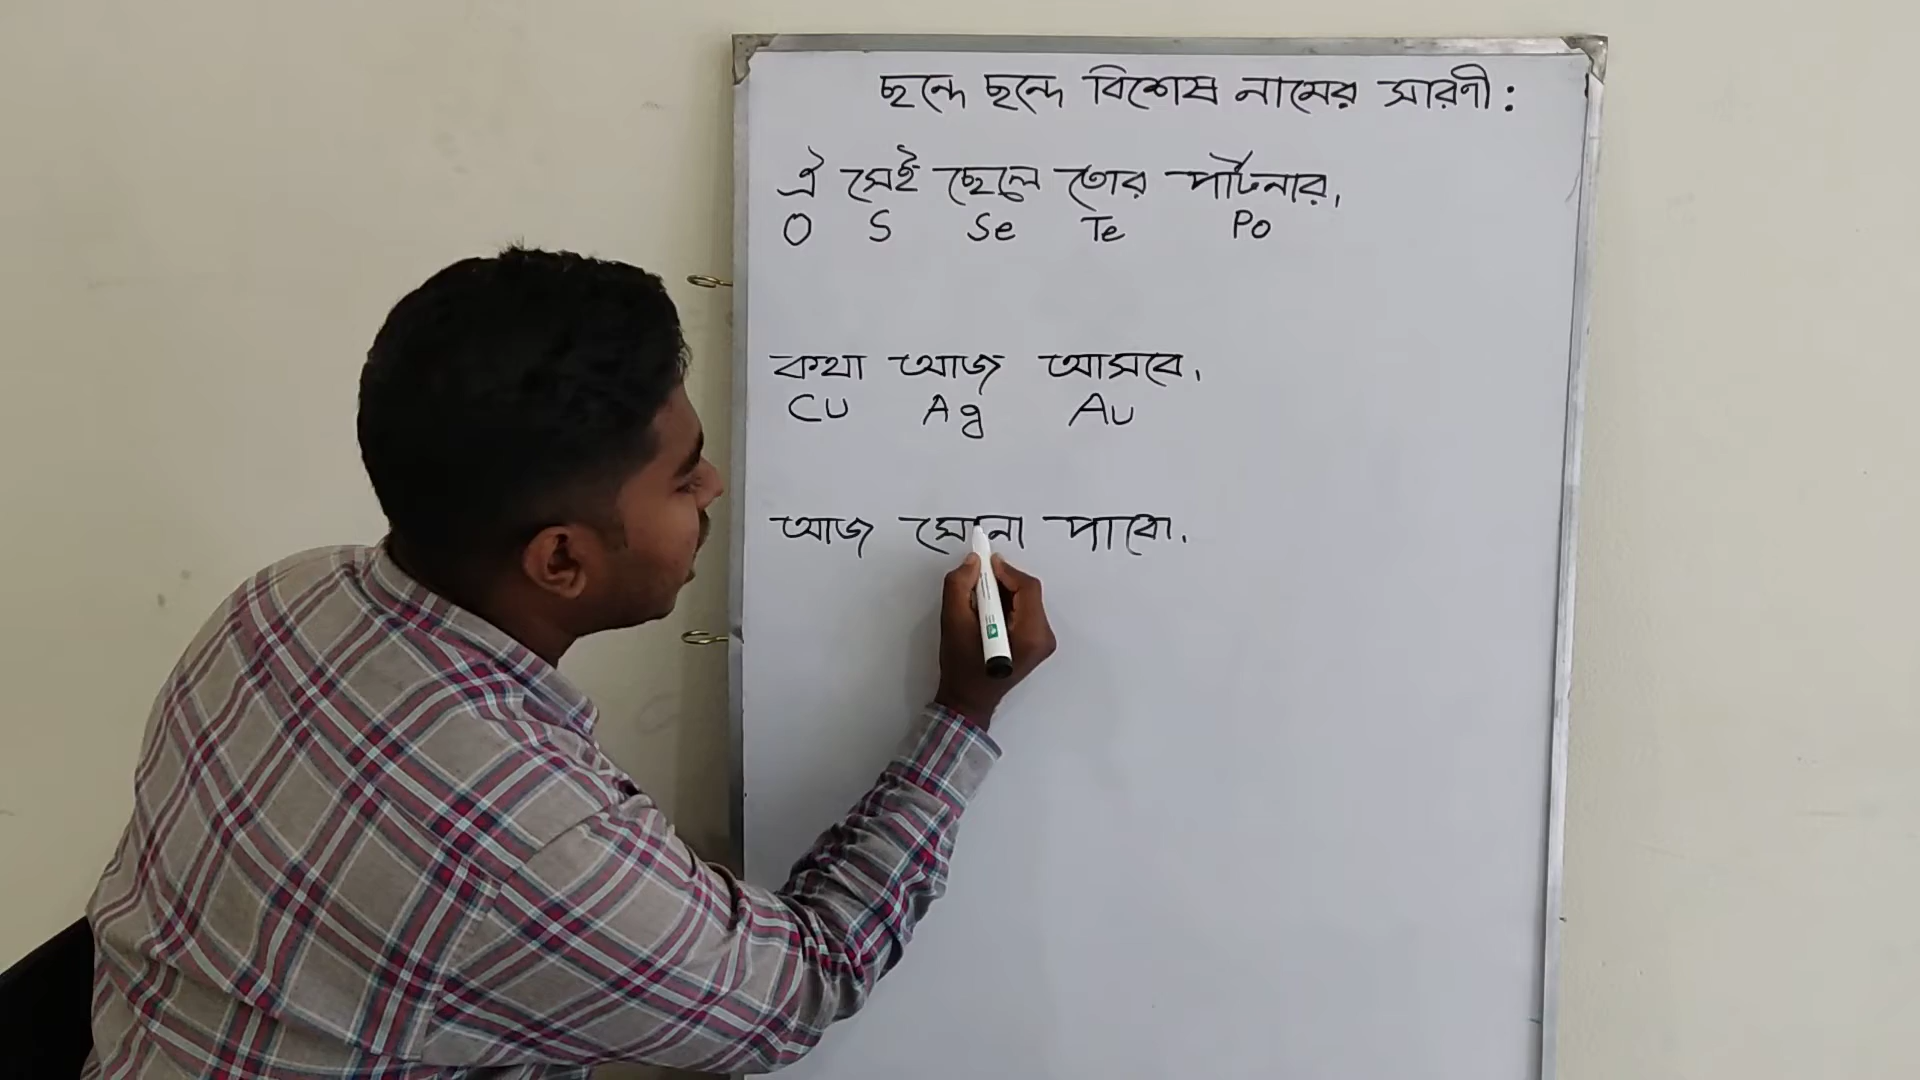 ছন্দে ছন্দে বিশেষ নামের সারণী:
ঐ সেই ছেলে তোর পার্টনার,
O S Se Te Po
কথা আজ আসবে,
Cu Ag Au
আজ সোনা পাবো,